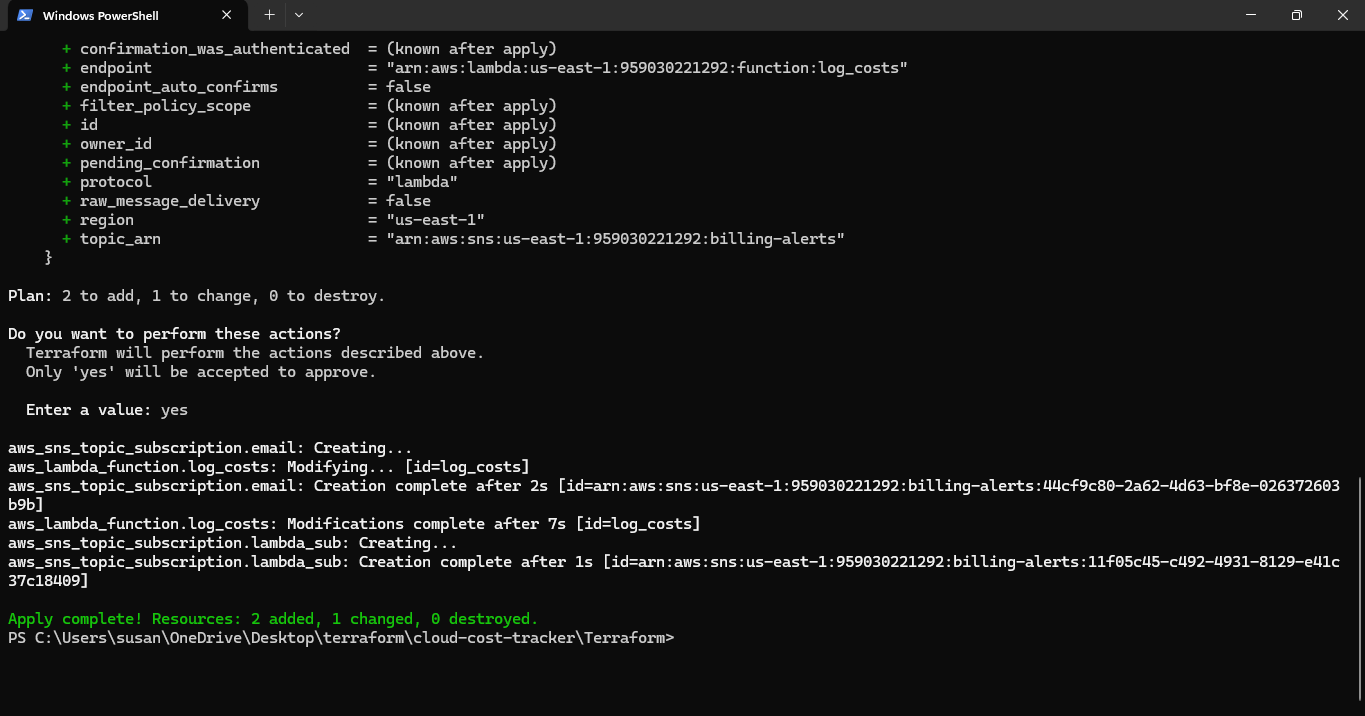 Windows PowerShell
+ confirmation_was_authenticated = (known after apply)
+ endpoint = "arn:aws:lambda:us-east-1:959030221292:function:log_costs"
+ endpoint_auto_confirms = false
+ filter_policy_scope = (known after apply)
+ id = (known after apply)
+ owner_id = (known after apply)
+ pending_confirmation = (known after apply)
+ protocol = "lambda"
+ raw_message_delivery = false
+ region = "us-east-1"
+ topic_arn = "arn:aws:sns:us-east-1:959030221292:billing-alerts"
}
Plan: 2 to add, 1 to change, 0 to destroy.
Do you want to perform these actions?
Terraform will perform the actions described above.
Only 'yes' will be accepted to approve.
Enter a value: yes
aws_sns_topic_subscription.email: Creating...
aws_lambda_function.log_costs: Modifying... [id=log_costs]
aws_sns_topic_subscription.email: Creation complete after 2s [id=arn:aws:sns:us-east-1:959030221292:billing-alerts:44cf9c80-2a62-4d63-bf8e-026372603
b9b]
aws_lambda_function.log_costs: Modifications complete after 7s [id=log_costs]
aws_sns_topic_subscription.lambda_sub: Creating...
aws_sns_topic_subscription.lambda_sub: Creation complete after 1s [id=arn:aws:sns:us-east-1:959030221292:billing-alerts:11f05c45-c492-4931-8129-e41c
37c18409]
Apply complete! Resources: 2 added, 1 changed, 0 destroyed.
PS C:\Users\susan\OneDrive\Desktop\terraform\cloud-cost-tracker\Terraform>